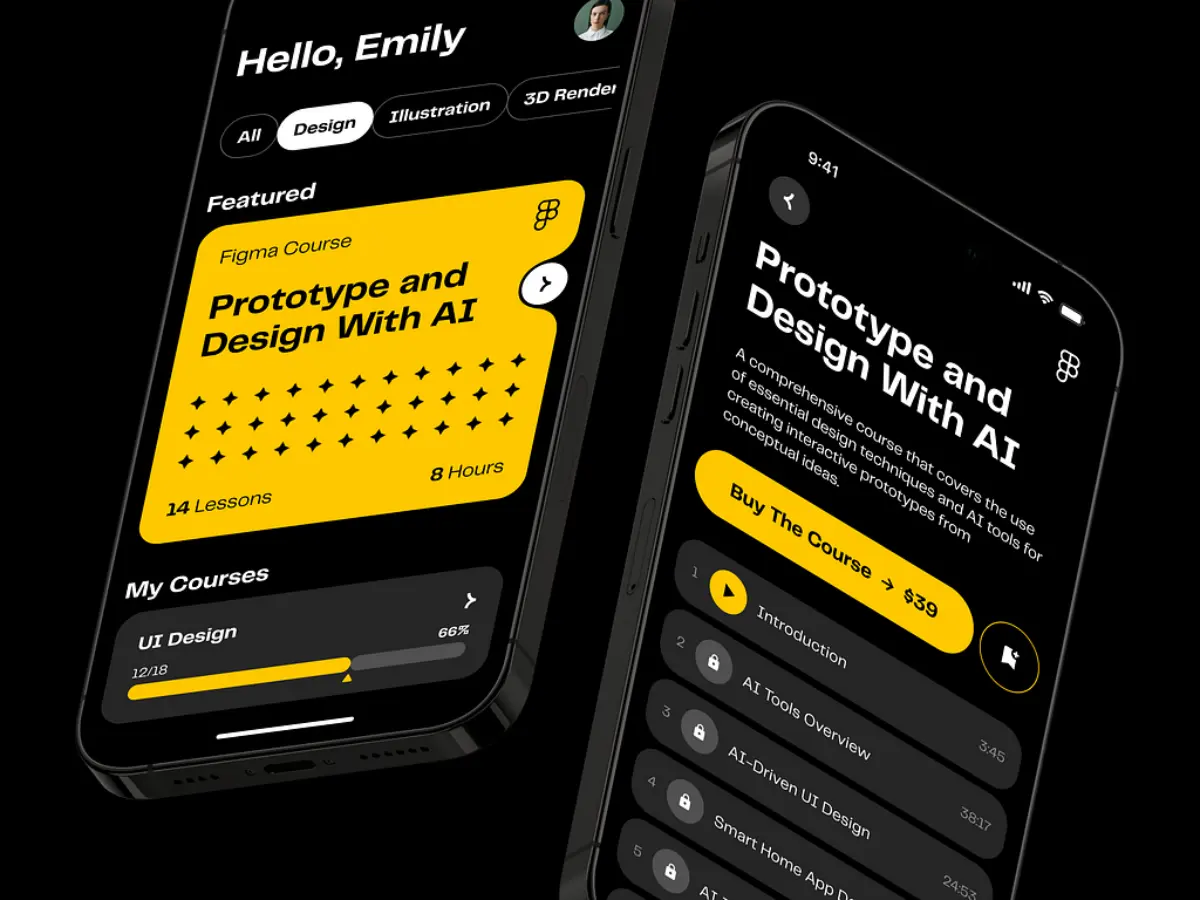 Hello, Emily
All
Design
Illustration
3D Render
Featured
Figma Course
Prototype and
Design With AI
14 Lessons
8 Hours
My Courses
UI Design
12/18
66%
9:41
Prototype and
Design With AI
A comprehensive course that covers the use
of essential design techniques and AI tools for
creating interactive prototypes from
conceptual ideas.
Buy The Course → $39
1
Introduction
3:45
2
AI Tools Overview
38:17
3
AI-Driven UI Design
24:53
4
Smart Home App
5